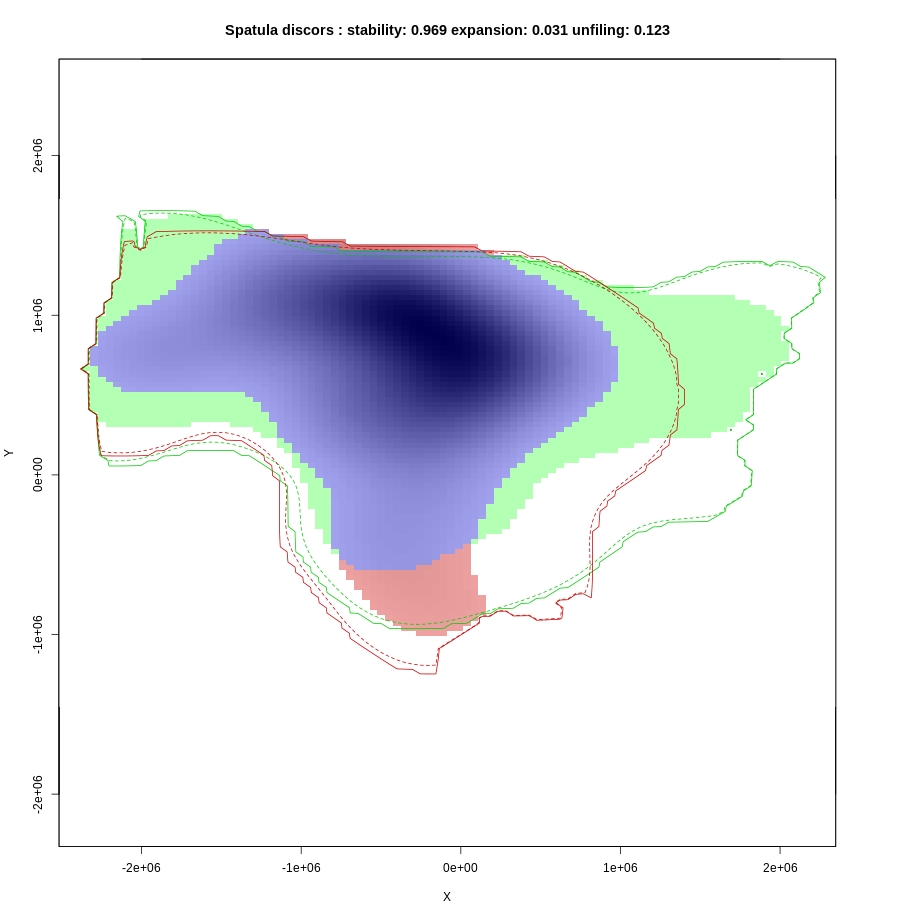 Spatula discors : stability: 0.969 expansion: 0.031 unfiling: 0.123
2e+06
1e+06
0e+00
-1e+06
-2e+06
Y
-2e+06 -1e+06 0e+00 1e+06 2e+06
X